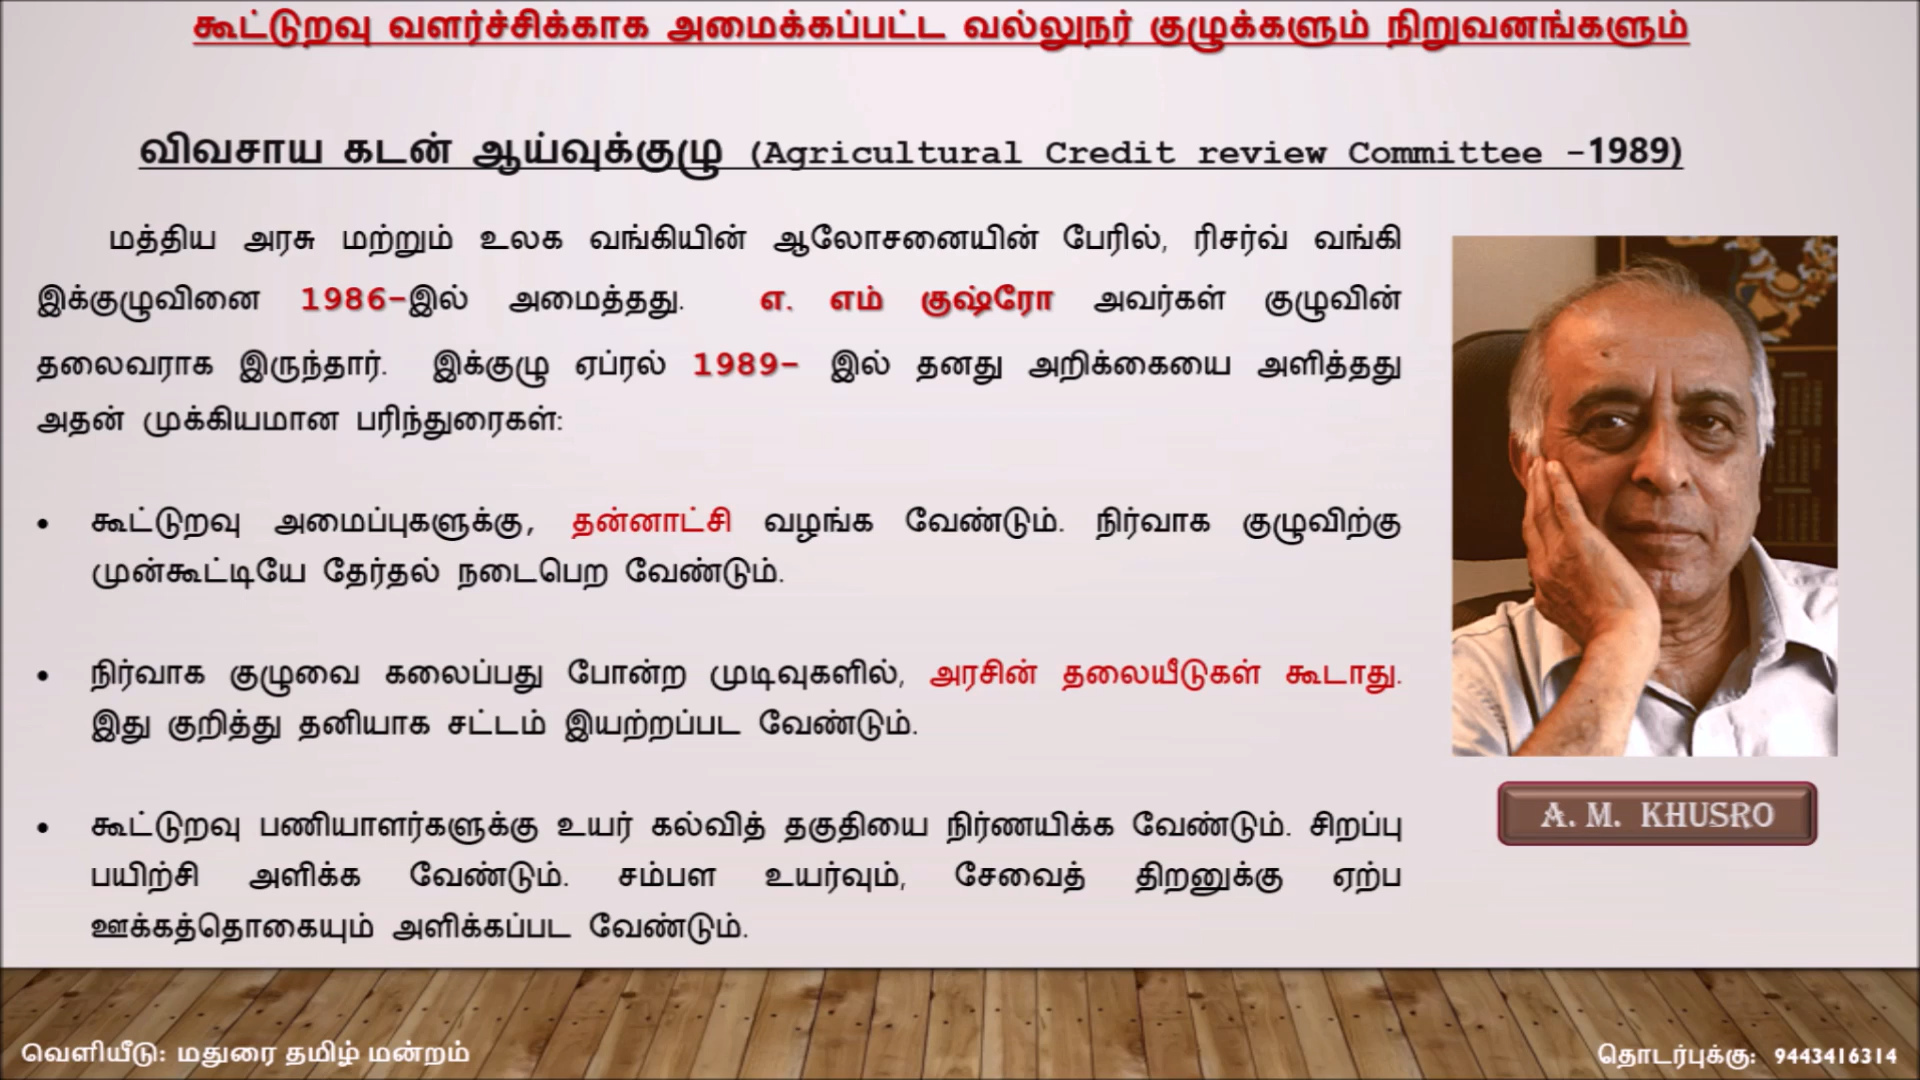 கூட்டுறவு வளர்ச்சிக்காக அமைக்கப்பட்ட வல்லுநர் குழுக்களும் நிறுவனங்களும்
விவசாய கடன் ஆய்வுக்குழு (Agricultural Credit review Committee -1989)
மத்திய அரசு மற்றும் உலக வங்கியின் ஆலோசனையின் பேரில், ரிசர்வ் வங்கி
இக்குழுவினை 1986-இல் அமைத்தது. எ. எம் குஷ்ரோ அவர்கள் குழுவின்
தலைவராக இருந்தார். இக்குழு ஏப்ரல் 1989- இல் தனது அறிக்கையை அளித்தது
அதன் முக்கியமான பரிந்துரைகள்:
• கூட்டுறவு அமைப்புகளுக்கு, தன்னாட்சி வழங்க வேண்டும். நிர்வாக குழுவிற்கு
முன்கூட்டியே தேர்தல் நடைபெற வேண்டும்.
• நிர்வாக குழுவை கலைப்பது போன்ற முடிவுகளில், அரசின் தலையீடுகள் கூடாது.
இது குறித்து தனியாக சட்டம் இயற்றப்பட வேண்டும்.
• கூட்டுறவு பணியாளர்களுக்கு உயர் கல்வித் தகுதியை நிர்ணயிக்க வேண்டும். சிறப்பு
பயிற்சி அளிக்க வேண்டும். சம்பள உயர்வும், சேவைத் திறனுக்கு ஏற்ப
ஊக்கத்தொகையும் அளிக்கப்பட வேண்டும்.
A. M. KHUSRO
வெளியீடு: மதுரை தமிழ் மன்றம்
தொடர்புக்கு: 9443416314